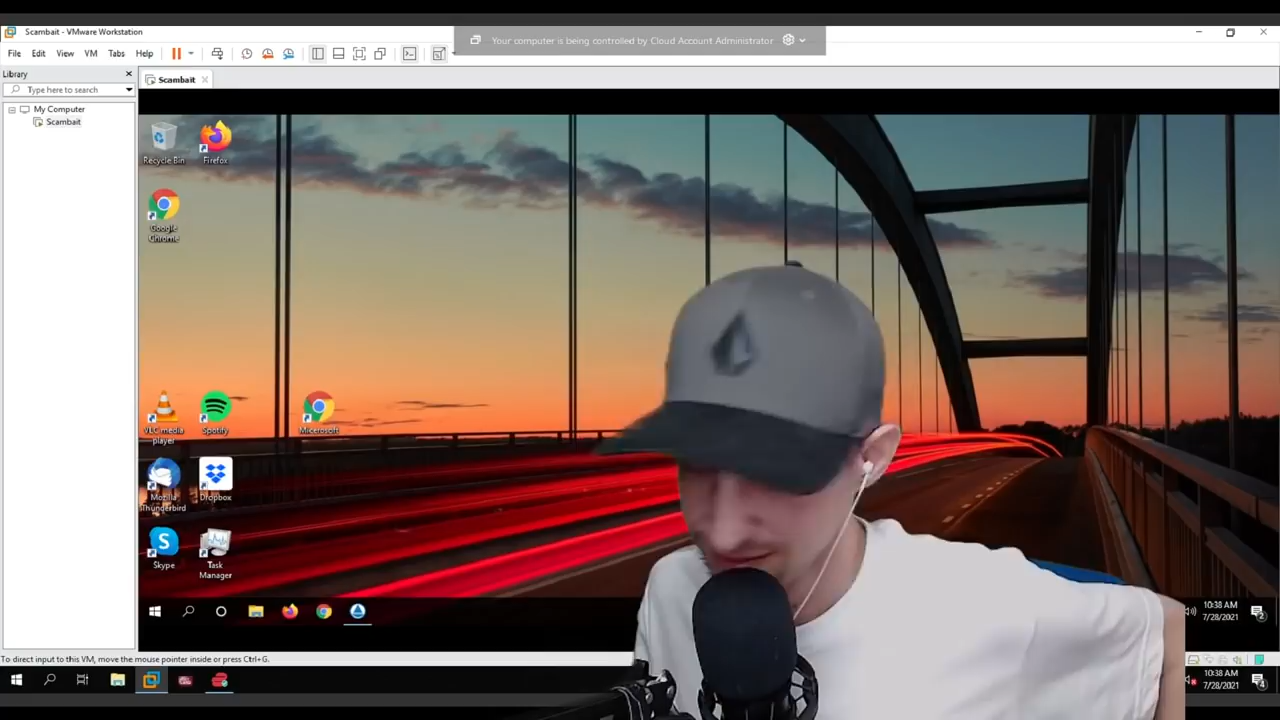 Scambait - VMware Workstation
Your computer is being controlled by Cloud Account Administrator
File Edit View VM Tabs Help
Library
Type here to search
My Computer
Scambait
Scambait
Recycle Bin
Firefox
Google
Chrome
VLC media
player
Spotify
Microsoft
Mozilla
Thunderbird
Dropbox
Skype
Task
Manager
10:38 AM
7/28/2021
2
To direct input to this VM, move the mouse pointer inside or press Ctrl+G.
10:38 AM
7/28/2021
4